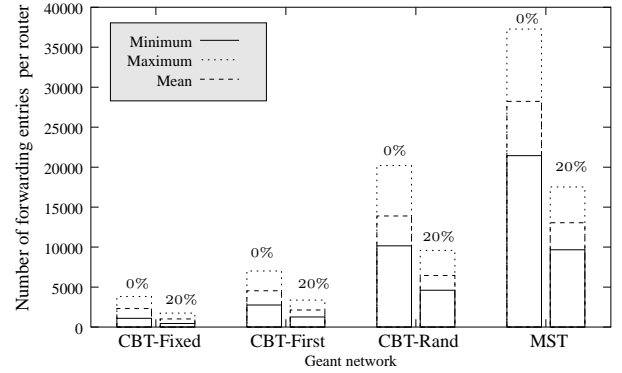 Number of forwarding entries per router
40000
35000
30000
25000
20000
15000
10000
5000
0
Minimum
Maximum
Mean
0%
20%
0%
20%
0%
20%
0%
20%
CBT-Fixed
CBT-First
CBT-Rand
MST
Geant network